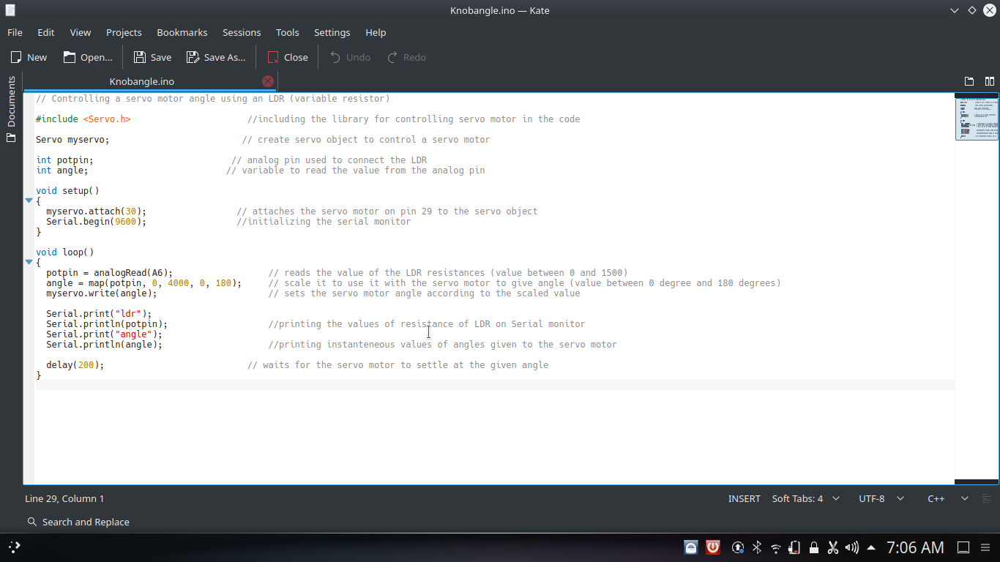 Knobangle.ino — Kate
File Edit View Projects Bookmarks Sessions Tools Settings Help
New Open... Save Save As... Close Undo Redo
Documents
Knobangle.ino
// Controlling a servo motor angle using an LDR (variable resistor)
#include <Servo.h> //including the library for controlling servo motor in the code
Servo myservo; // create servo object to control a servo motor
int potpin; // analog pin used to connect the LDR
int angle; // variable to read the value from the analog pin
void setup()
{
myservo.attach(30); // attaches the servo motor on pin 29 to the servo object
Serial.begin(9600); //initializing the serial monitor
}
void loop()
{
potpin = analogRead(A6); // reads the value of the LDR resistances (value between 0 and 1500)
angle = map(potpin, 0, 4000, 0, 180); // scale it to use it with the servo motor to give angle (value between 0 degree and 180 degrees)
myservo.write(angle); // sets the servo motor angle according to the scaled value
Serial.print("ldr");
Serial.println(potpin); //printing the values of resistance of LDR on Serial monitor
Serial.print("angle");
Serial.println(angle); //printing instanteneous values of angles given to the servo motor
delay(200); // waits for the servo motor to settle at the given angle
}
Line 29, Column 1 INSERT Soft Tabs: 4 UTF-8 C++
Search and Replace
7:06 AM